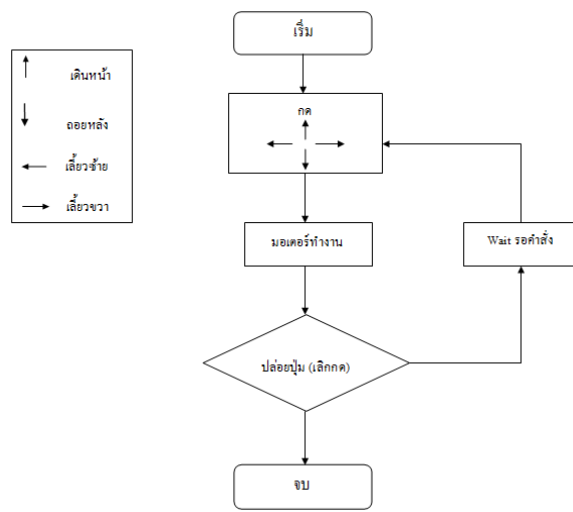 เริ่ม
เดินหน้า
ถอยหลัง
เลี้ยวซ้าย
เลี้ยวขวา
กด
มอเตอร์ทำงาน
Wait รอคำสั่ง
ปล่อยปุ่ม (เลิกกด)
จบ